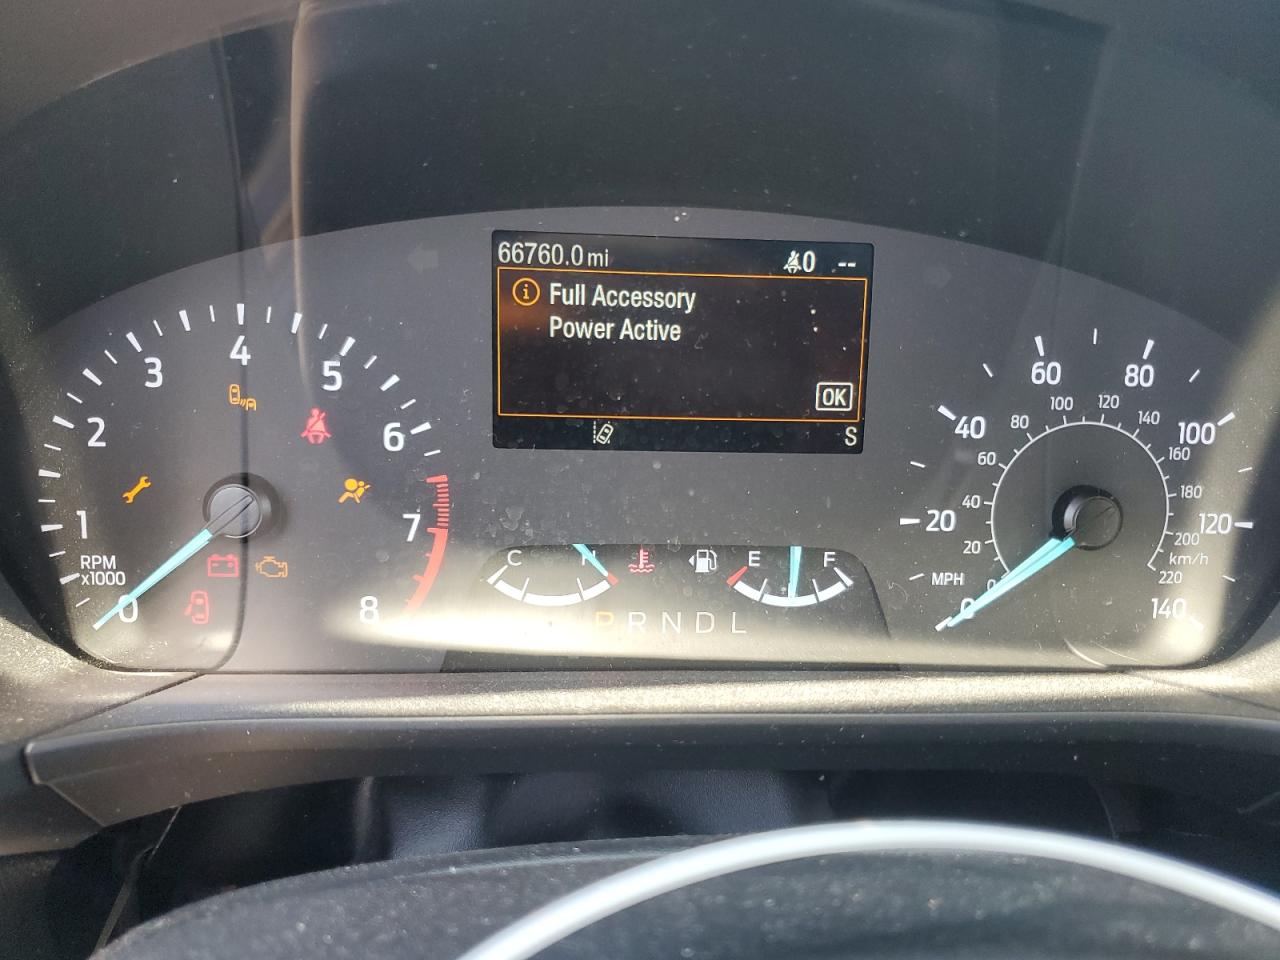 66760.0 mi
0 --
i Full Accessory
Power Active
OK
S
0 1 2 3 4 5 6 7 8
RPM
x1000
C H
E F
P R N D L
0 20 40 60 80 100 120 140
MPH
0 20 40 60 80 100 120 140 160 180 200 220
km/h